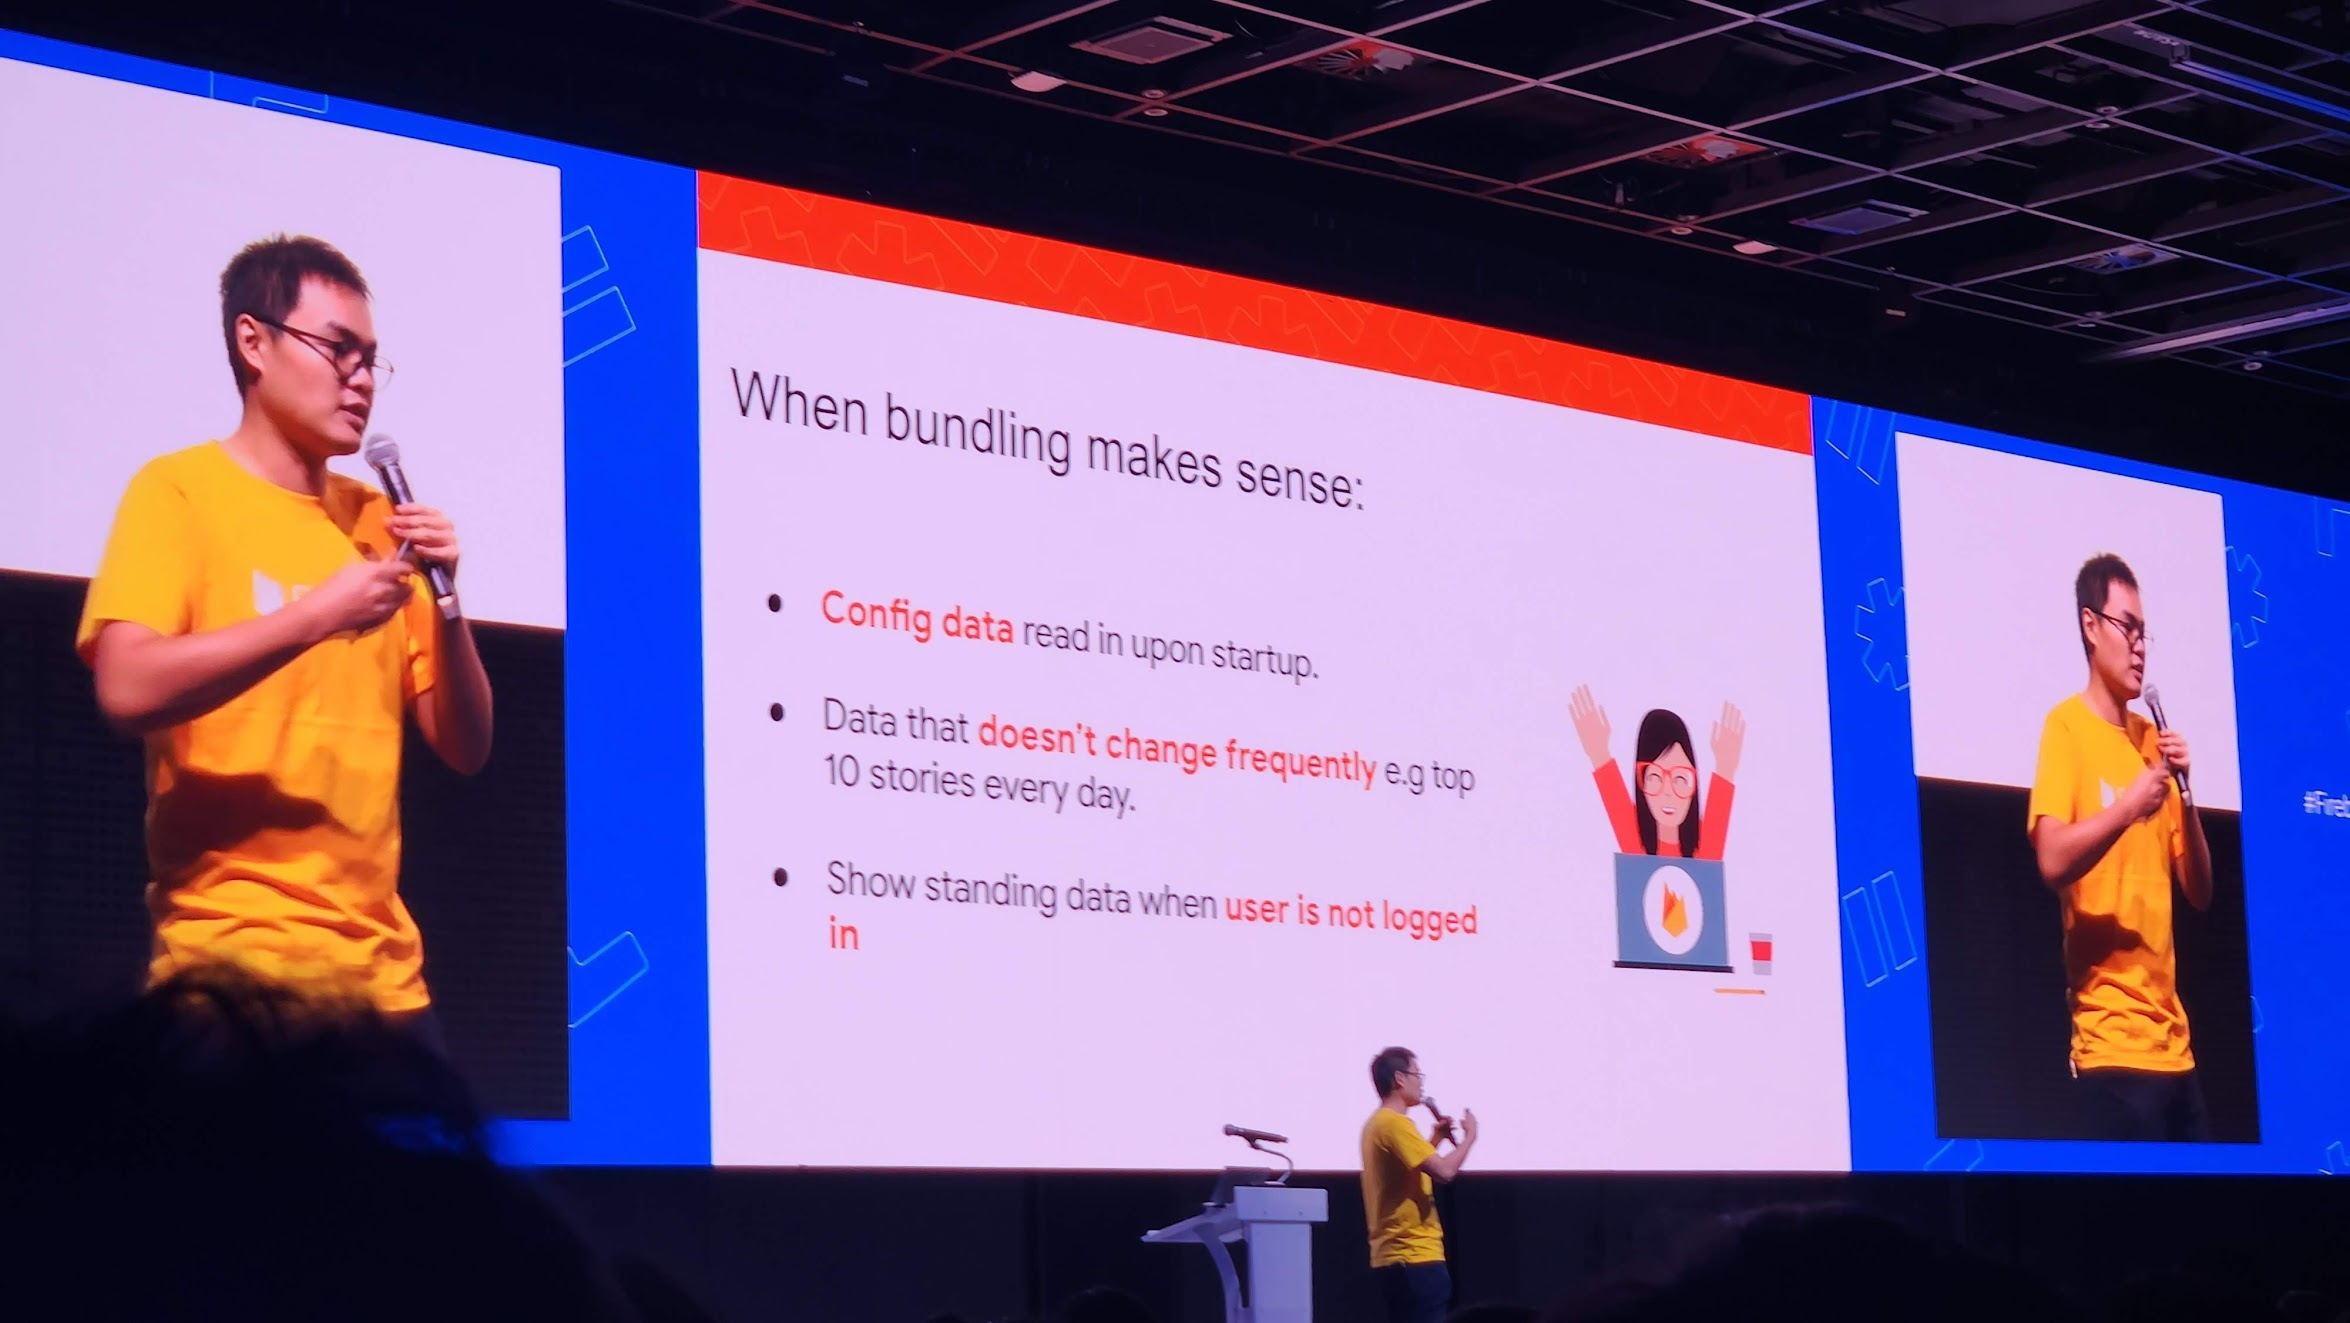 When bundling makes sense:
● Config data read in upon startup.
● Data that doesn't change frequently e.g top
10 stories every day.
● Show standing data when user is not logged
in